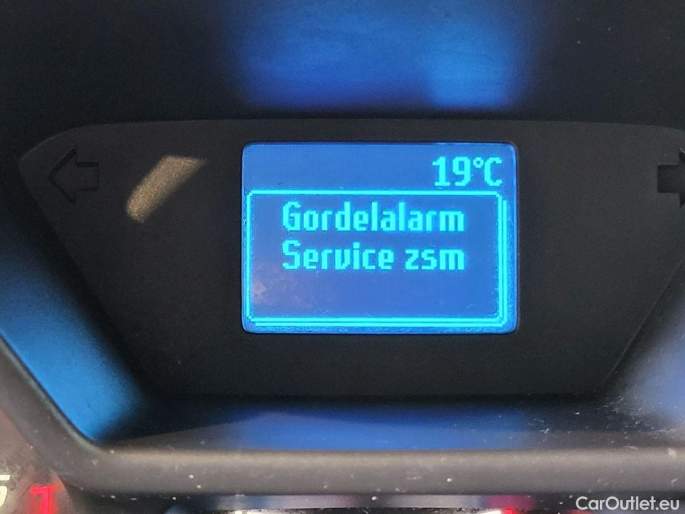 19°C
Gordelalarm
Service zsm
CarOutlet.eu